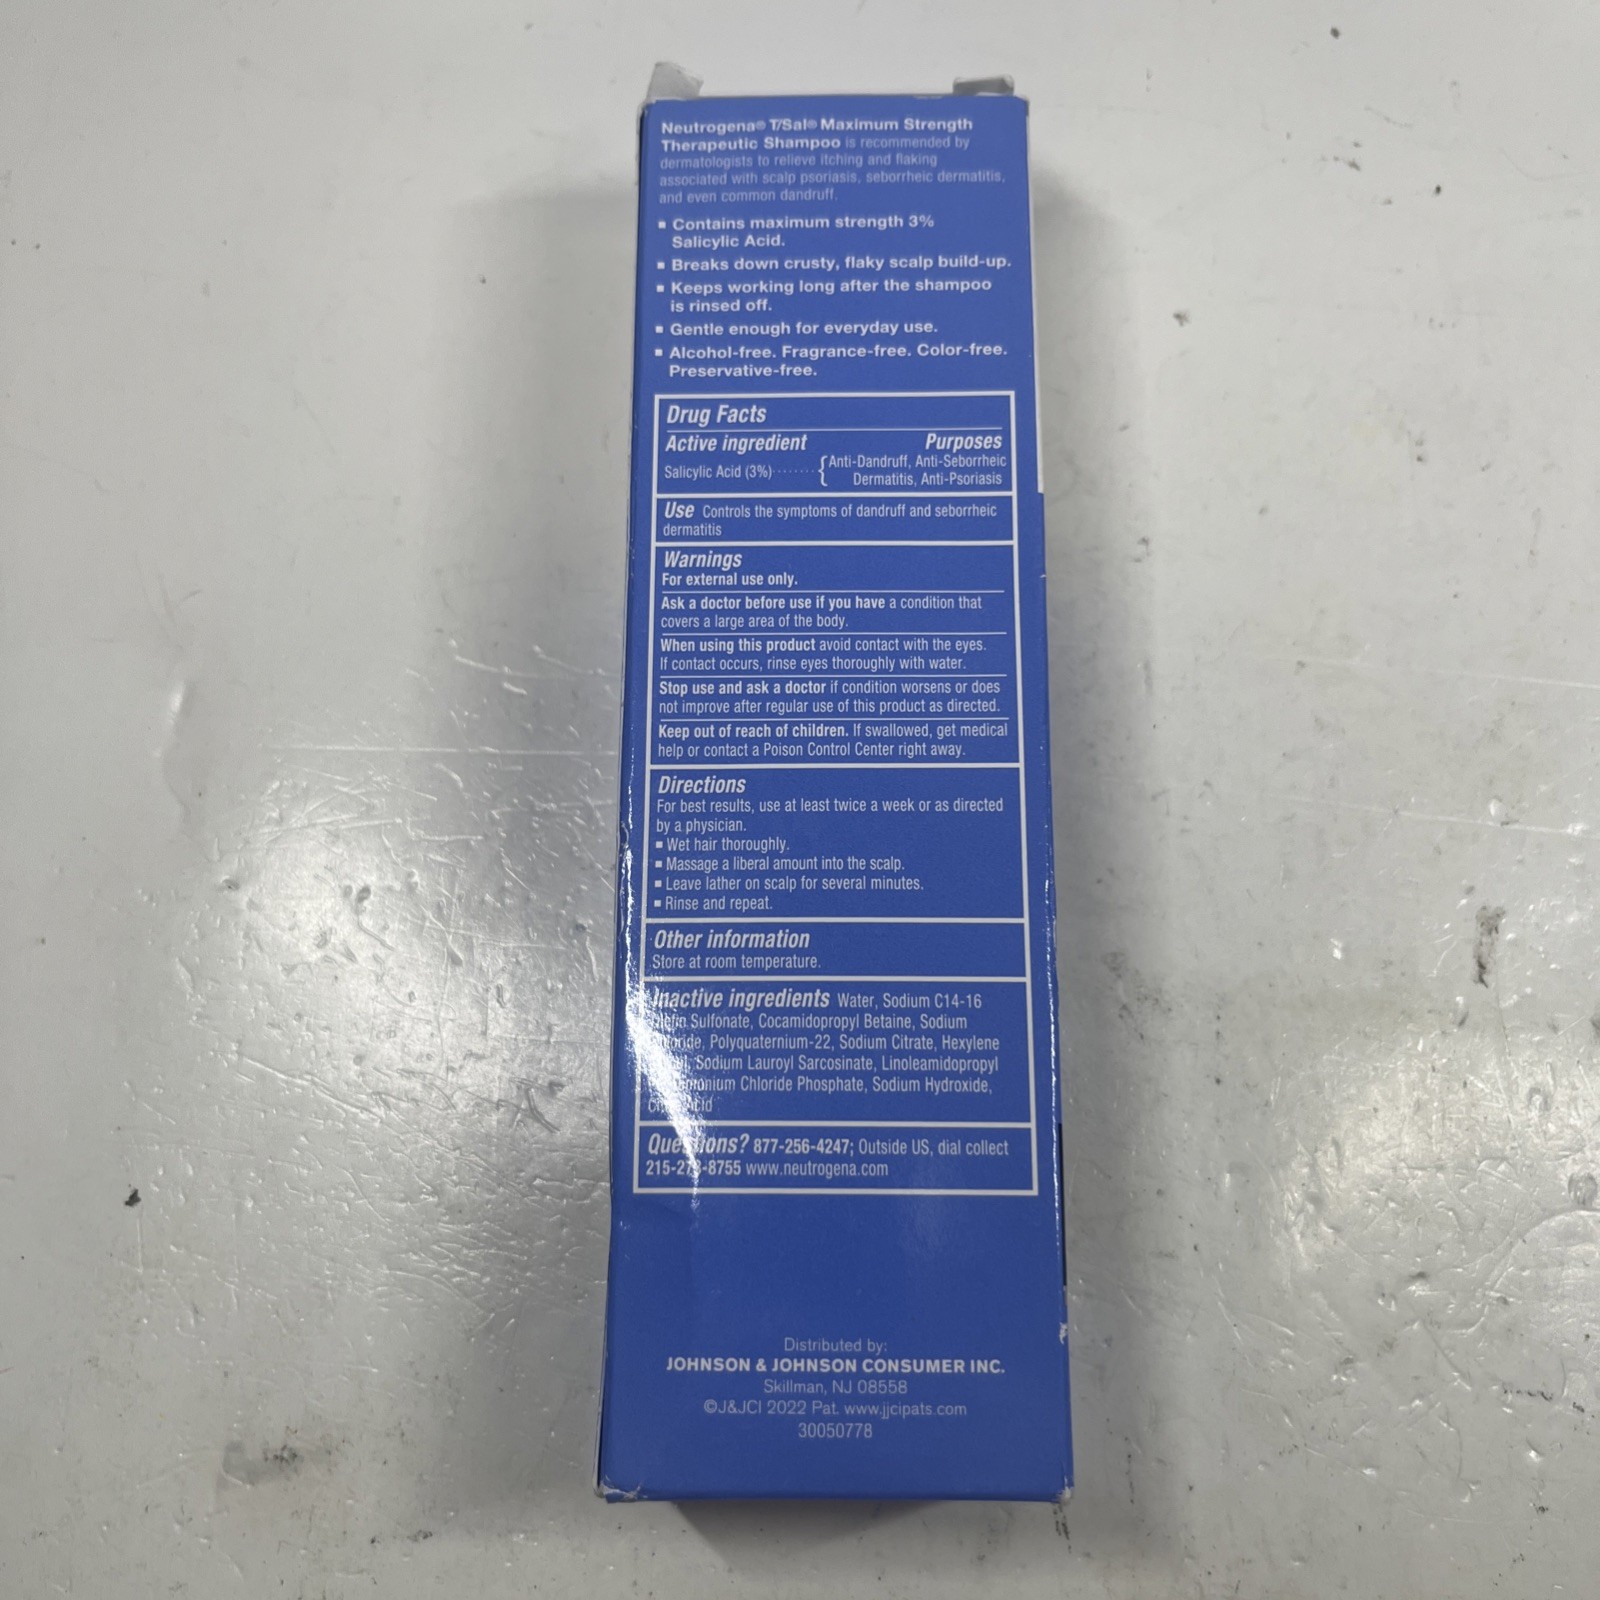 Neutrogena® T/Sal® Maximum Strength
Therapeutic Shampoo is recommended by
dermatologists to relieve itching and flaking
associated with scalp psoriasis, seborrheic dermatitis,
and even common dandruff.
▪ Contains maximum strength 3%
Salicylic Acid.
▪ Breaks down crusty, flaky scalp build-up.
▪ Keeps working long after the shampoo
is rinsed off.
▪ Gentle enough for everyday use.
▪ Alcohol-free. Fragrance-free. Color-free.
Preservative-free.
Drug Facts
Active ingredient Purposes
Salicylic Acid (3%)········{Anti-Dandruff, Anti-Seborrheic
Dermatitis, Anti-Psoriasis
Use Controls the symptoms of dandruff and seborrheic
dermatitis
Warnings
For external use only.
Ask a doctor before use if you have a condition that
covers a large area of the body.
When using this product avoid contact with the eyes.
If contact occurs, rinse eyes thoroughly with water.
Stop use and ask a doctor if condition worsens or does
not improve after regular use of this product as directed.
Keep out of reach of children. If swallowed, get medical
help or contact a Poison Control Center right away.
Directions
For best results, use at least twice a week or as directed
by a physician.
▪ Wet hair thoroughly.
▪ Massage a liberal amount into the scalp.
▪ Leave lather on scalp for several minutes.
▪ Rinse and repeat.
Other information
Store at room temperature.
Inactive ingredients Water, Sodium C14-16
Sulfonate, Cocamidopropyl Betaine, Sodium
Polyquaternium-22, Sodium Citrate, Hexylene
Sodium Lauroyl Sarcosinate, Linoleamidopropyl
Chloride Phosphate, Sodium Hydroxide,
Acid
Questions? 877-256-4247; Outside US, dial collect
www.neutrogena.com
Distributed by:
JOHNSON & JOHNSON CONSUMER INC.
Skillman, NJ 08558
©J&JCI 2022 Pat. www.jjcipats.com
30050778